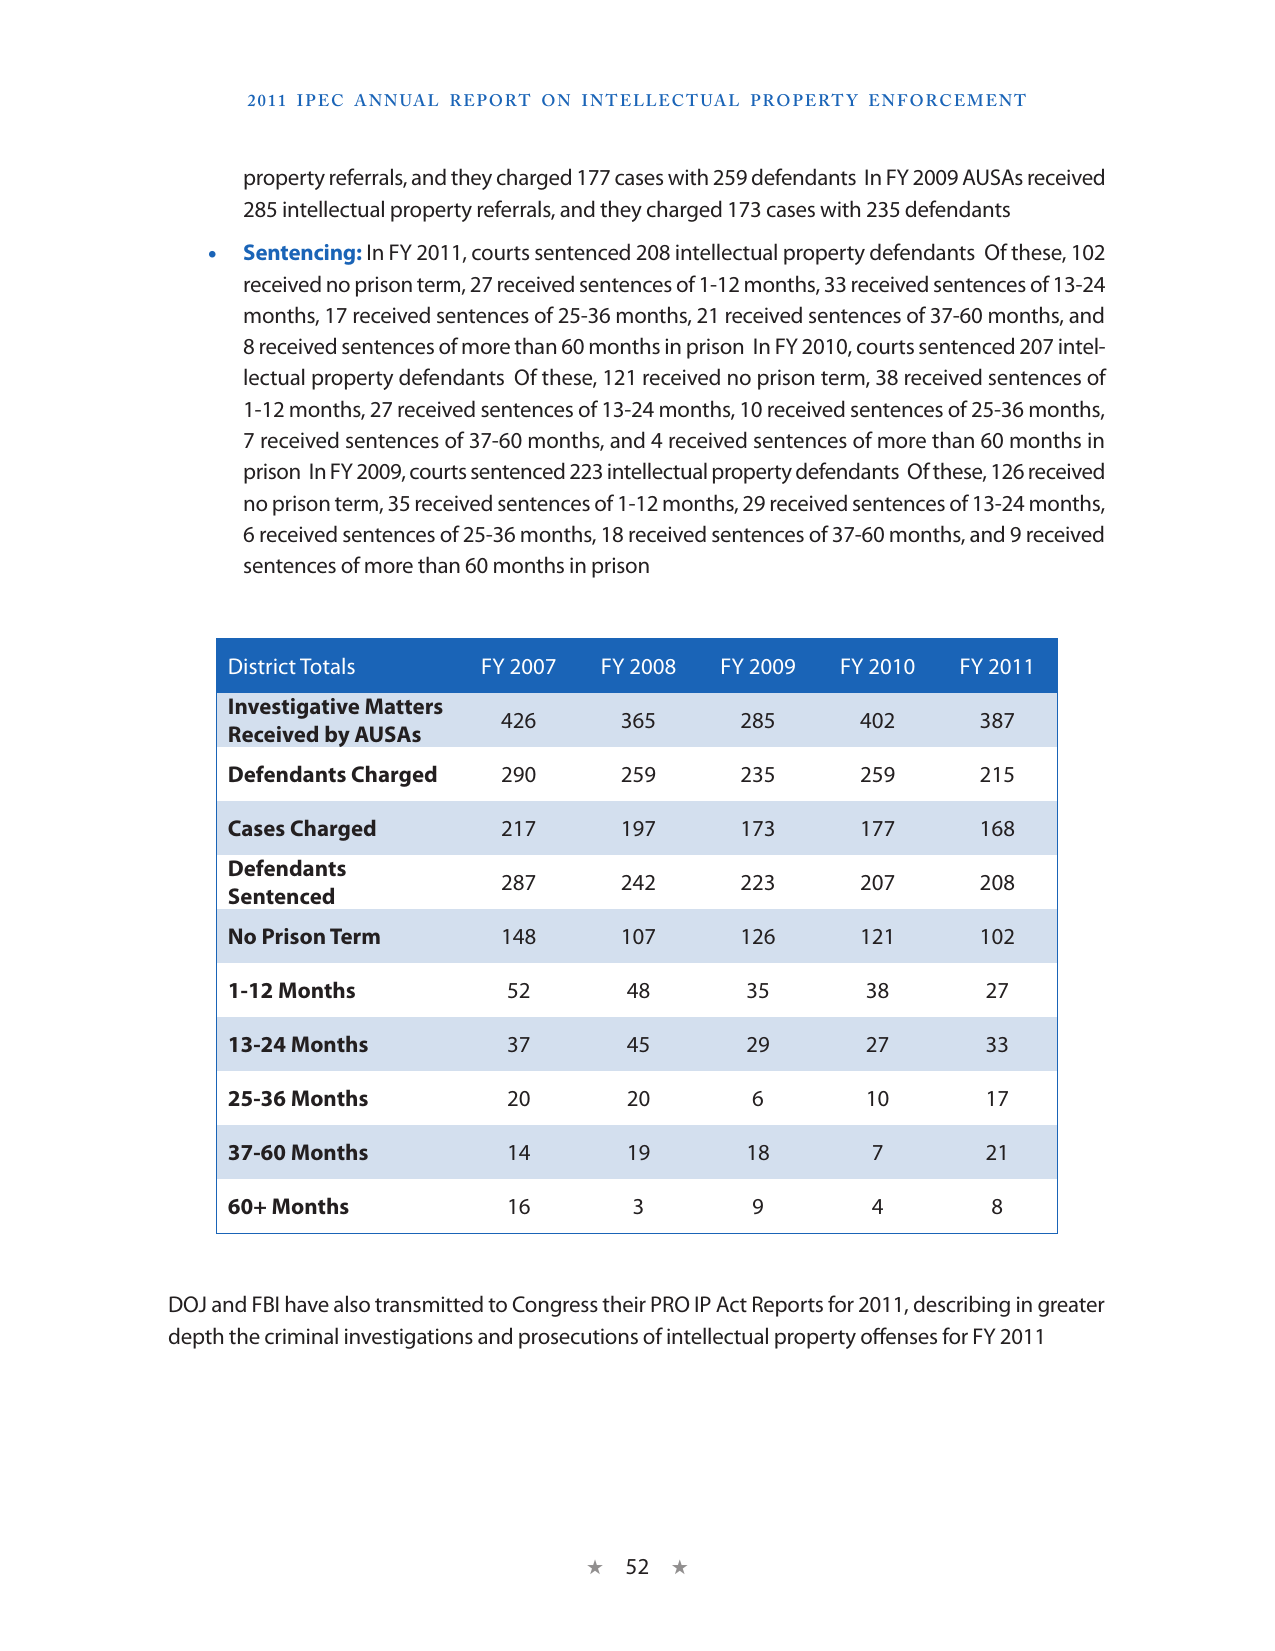 2011 IPEC ANNUAL REPORT ON INTELLECTUAL PROPERTY ENFORCEMENT
property referrals, and they charged 177 cases with 259 defendants In FY 2009 AUSAs received
285 intellectual property referrals, and they charged 173 cases with 235 defendants
• Sentencing: In FY 2011, courts sentenced 208 intellectual property defendants Of these, 102
received no prison term, 27 received sentences of 1-12 months, 33 received sentences of 13-24
months, 17 received sentences of 25-36 months, 21 received sentences of 37-60 months, and
8 received sentences of more than 60 months in prison In FY 2010, courts sentenced 207 intel-
lectual property defendants Of these, 121 received no prison term, 38 received sentences of
1-12 months, 27 received sentences of 13-24 months, 10 received sentences of 25-36 months,
7 received sentences of 37-60 months, and 4 received sentences of more than 60 months in
prison In FY 2009, courts sentenced 223 intellectual property defendants Of these, 126 received
no prison term, 35 received sentences of 1-12 months, 29 received sentences of 13-24 months,
6 received sentences of 25-36 months, 18 received sentences of 37-60 months, and 9 received
sentences of more than 60 months in prison
District Totals FY 2007 FY 2008 FY 2009 FY 2010 FY 2011
Investigative Matters
Received by AUSAs 426 365 285 402 387
Defendants Charged 290 259 235 259 215
Cases Charged 217 197 173 177 168
Defendants
Sentenced 287 242 223 207 208
No Prison Term 148 107 126 121 102
1-12 Months 52 48 35 38 27
13-24 Months 37 45 29 27 33
25-36 Months 20 20 6 10 17
37-60 Months 14 19 18 7 21
60+ Months 16 3 9 4 8
DOJ and FBI have also transmitted to Congress their PRO IP Act Reports for 2011, describing in greater
depth the criminal investigations and prosecutions of intellectual property offenses for FY 2011
★ 52 ★